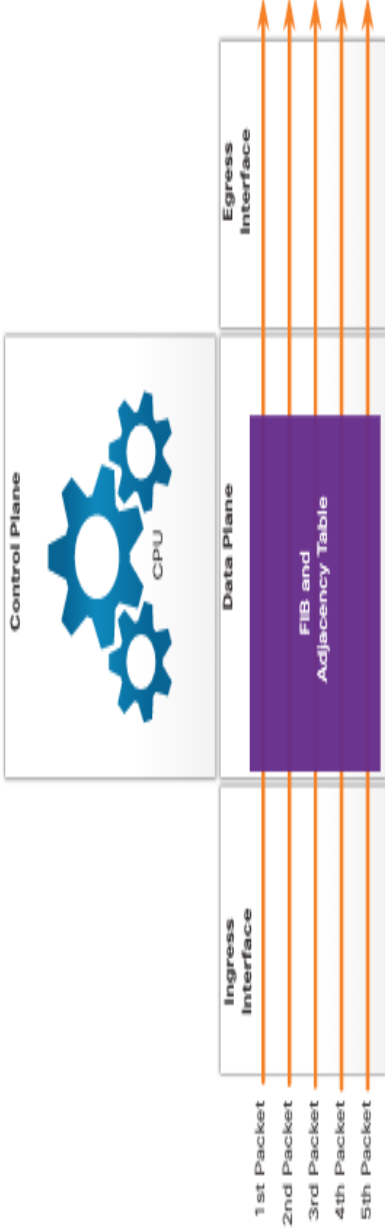 Control Plane
CPU
Ingress
Interface
Data Plane
Egress
Interface
FIB and
Adjacency Table
1st Packet
2nd Packet
3rd Packet
4th Packet
5th Packet